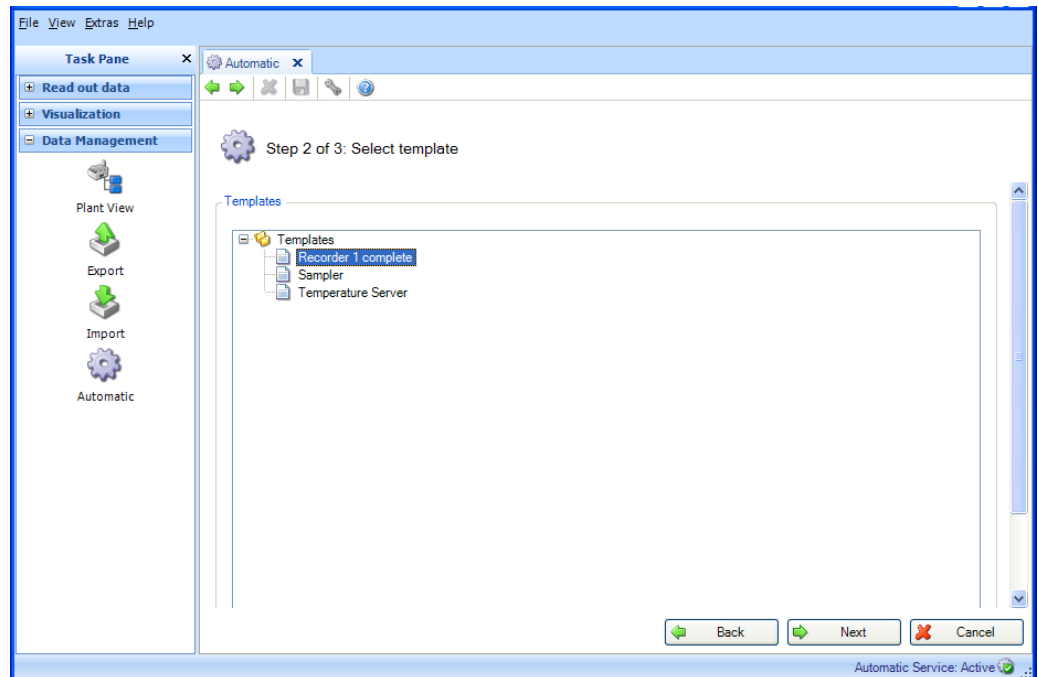 File View Extras Help
Task Pane
Automatic
Read out data
Visualization
Data Management
Plant View
Export
Import
Automatic
Step 2 of 3: Select template
Templates
Templates
Recorder 1 complete
Sampler
Temperature Server
Back Next Cancel
Automatic Service: Active